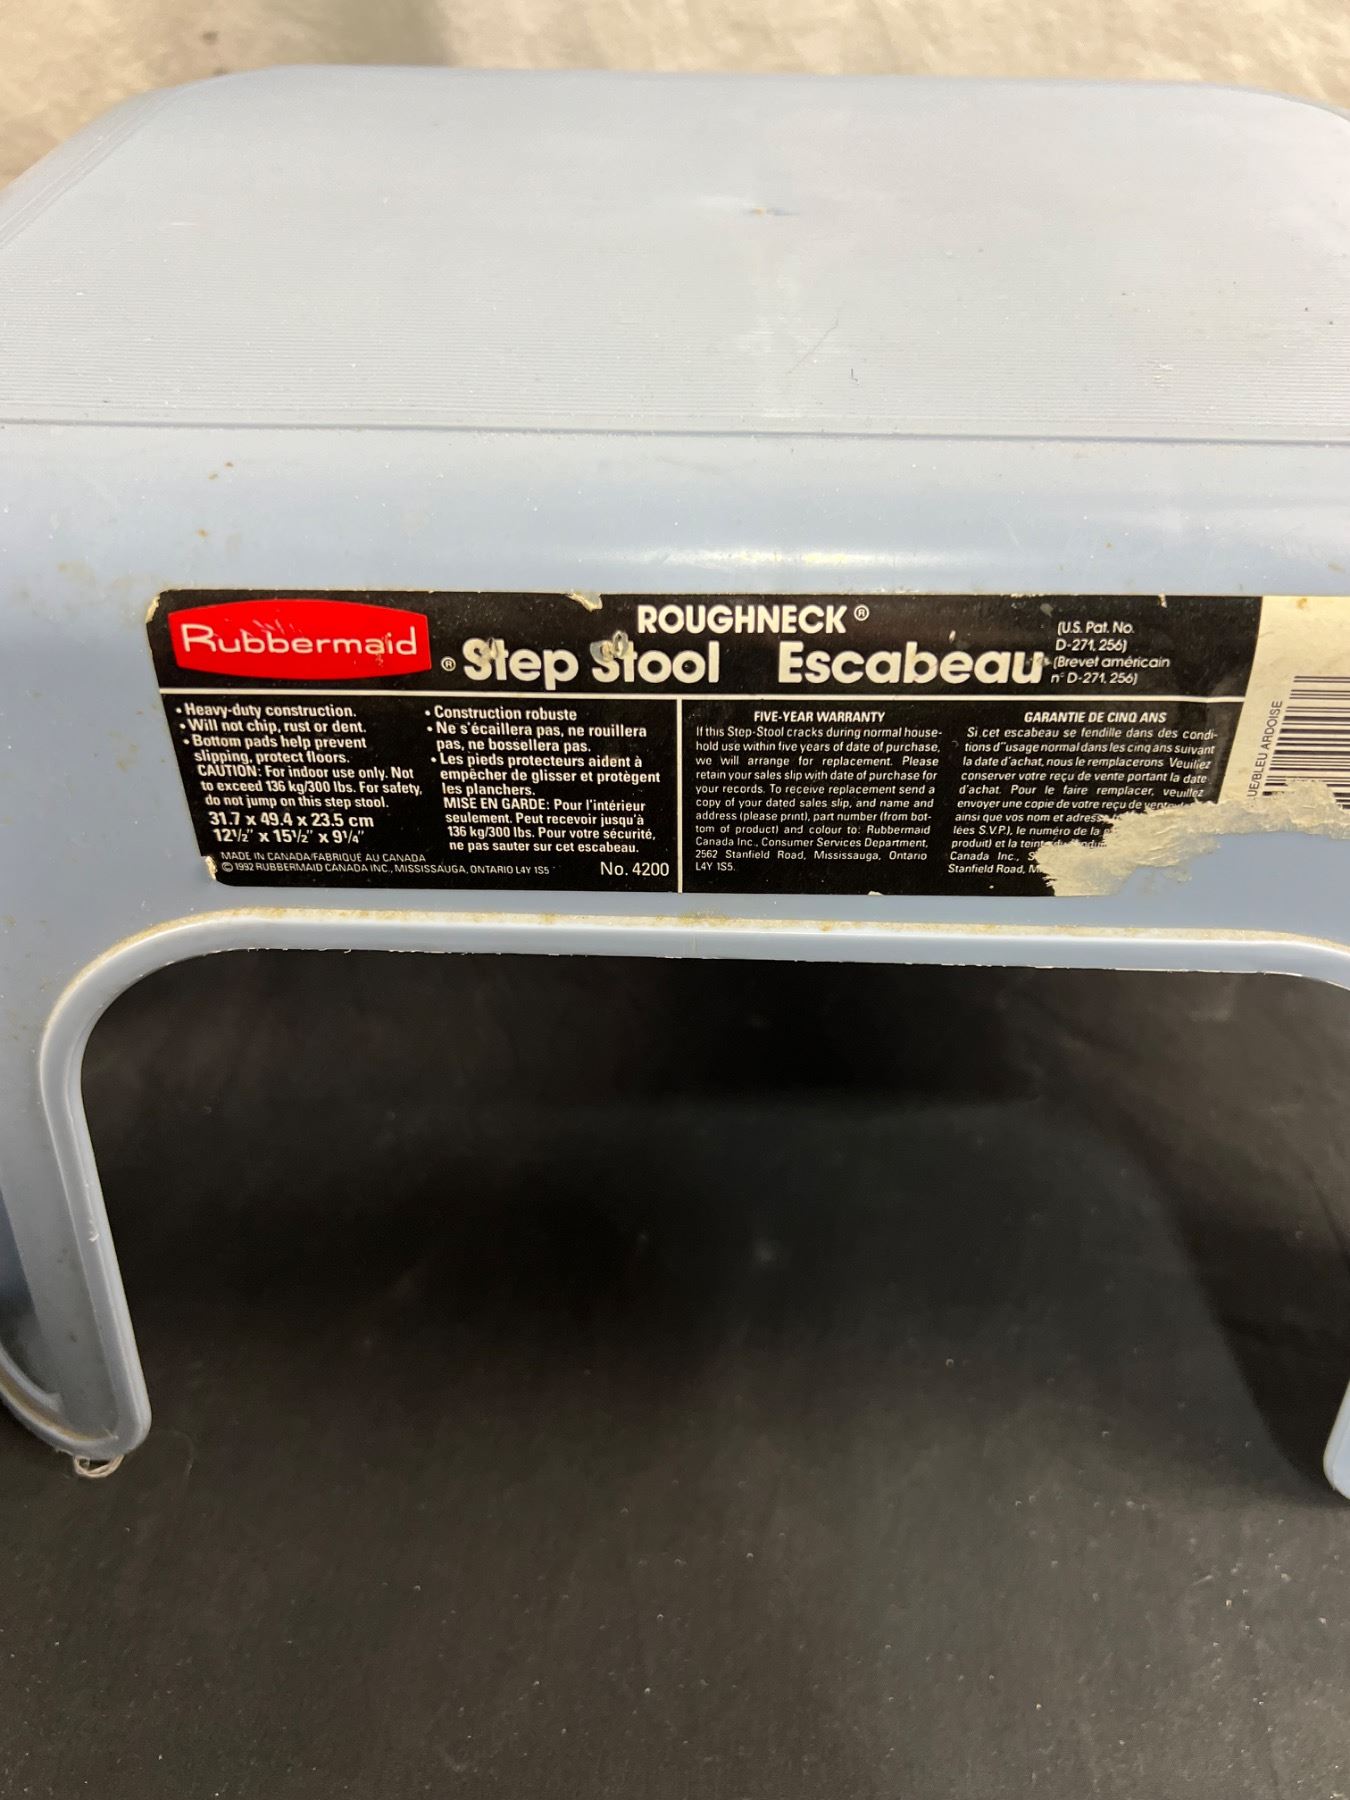 Rubbermaid ®
ROUGHNECK ®
Step Stool Escabeau
(U.S. Pat. No.
D-271, 256)
(Brevet américain
n° D-271, 256)
• Heavy-duty construction.
• Will not chip, rust or dent.
• Bottom pads help prevent
slipping, protect floors.
CAUTION: For indoor use only. Not
to exceed 136 kg/300 lbs. For safety,
do not jump on this step stool.
31.7 x 49.4 x 23.5 cm
12 1/2" x 15 1/2" x 9 1/4"
MADE IN CANADA/FABRIQUÉ AU CANADA
© 1992 RUBBERMAID CANADA INC., MISSISSAUGA, ONTARIO L4Y 1S5
• Construction robuste
• Ne s'écaillera pas, ne rouillera
pas, ne bossellera pas.
• Les pieds protecteurs aident à
empêcher de glisser et protègent
les planchers.
MISE EN GARDE: Pour l'intérieur
seulement. Peut recevoir jusqu'à
136 kg/300 lbs. Pour votre sécurité,
ne pas sauter sur cet escabeau.
No. 4200
FIVE-YEAR WARRANTY
If this Step-Stool cracks during normal house-
hold use within five years of date of purchase,
we will arrange for replacement. Please
retain your sales slip with date of purchase for
your records. To receive replacement send a
copy of your dated sales slip, and name and
address (please print), part number (from bot-
tom of product) and colour to: Rubbermaid
Canada Inc., Consumer Services Department,
2562 Stanfield Road, Mississauga, Ontario
L4Y 1S5.
GARANTIE DE CINQ ANS
Si cet escabeau se fendille dans des condi-
tions d"usage normal dans les cinq ans suivant
la date d'achat, nous le remplacerons Veuillez
conserver votre reçu de vente portant la date
d'achat. Pour le faire remplacer, veuillez
envoyer une copie de votre reçu de vente
ainsi que vos nom et adresse
lées S.V.P.), le numéro de la
produit) et la teinte du
Canada Inc.,
Stanfield Road,
UE/BLEU ARDOISE